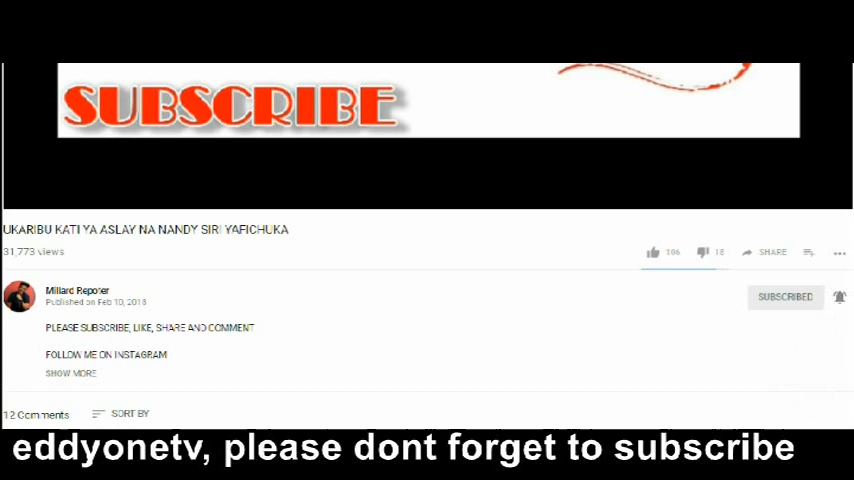 SUBSCRIBE
UKARIBU KATI YA ASLAY NA NANDY SIRI YAFICHUKA
31,773 views
186 18 SHARE
Millard Repoter
Published on Feb 10, 2018
SUBSCRIBED
PLEASE SUBSCRIBE, LIKE, SHARE AND COMMENT
FOLLOW ME ON INSTAGRAM
SHOW MORE
12 Comments SORT BY
eddyonetv, please dont forget to subscribe